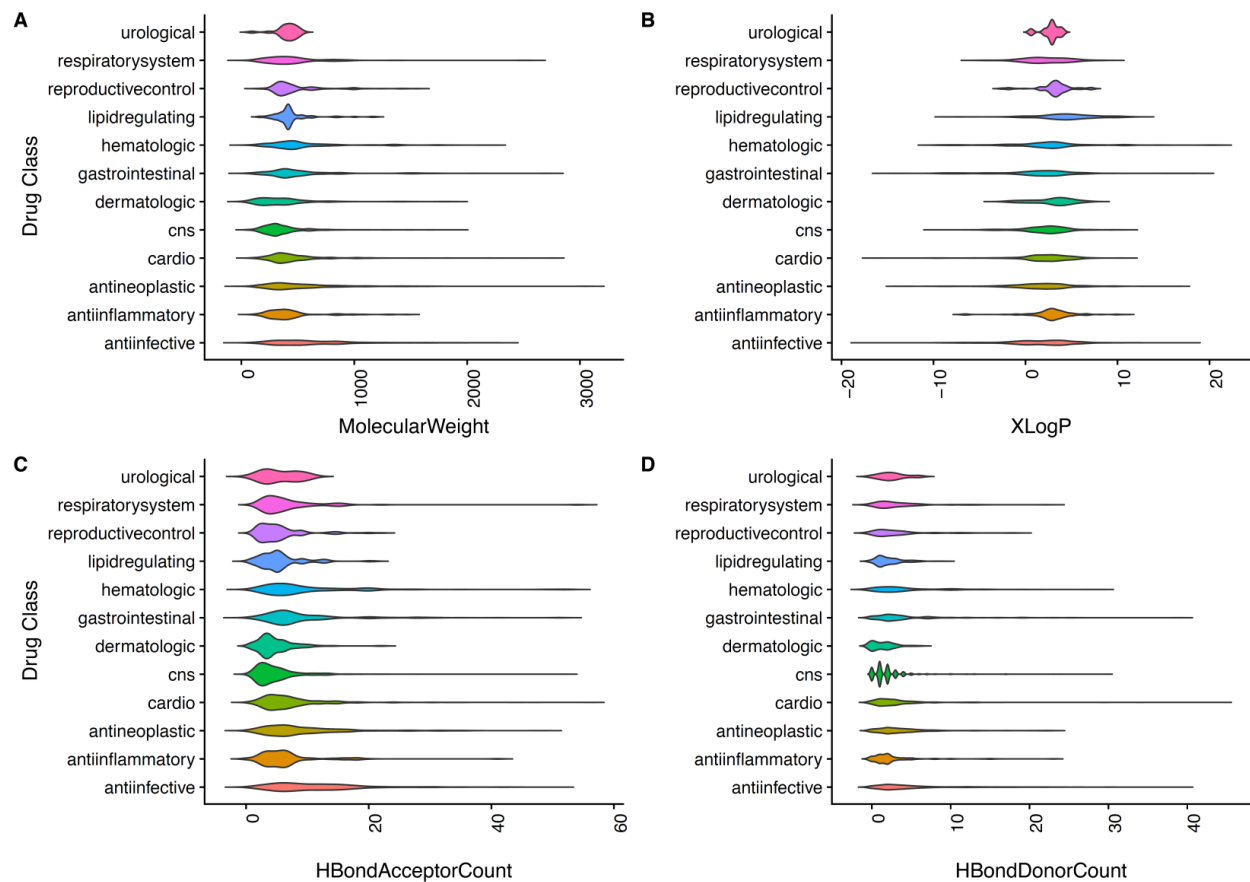 A
Drug Class
urological
respiratorysystem
reproductivecontrol
lipidregulating
hematologic
gastrointestinal
dermatologic
cns
cardio
antineoplastic
antiinflammatory
antiinfective
0 1000 2000 3000
MolecularWeight
B
urological
respiratorysystem
reproductivecontrol
lipidregulating
hematologic
gastrointestinal
dermatologic
cns
cardio
antineoplastic
antiinflammatory
antiinfective
−20 −10 0 10 20
XLogP
C
Drug Class
urological
respiratorysystem
reproductivecontrol
lipidregulating
hematologic
gastrointestinal
dermatologic
cns
cardio
antineoplastic
antiinflammatory
antiinfective
0 20 40 60
HBondAcceptorCount
D
urological
respiratorysystem
reproductivecontrol
lipidregulating
hematologic
gastrointestinal
dermatologic
cns
cardio
antineoplastic
antiinflammatory
antiinfective
0 10 20 30 40
HBondDonorCount